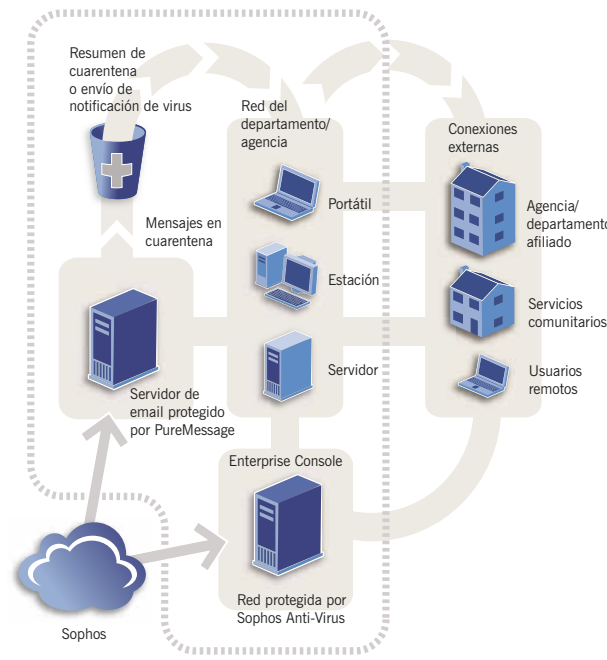 Resumen de
cuarentena
o envío de
notificación de virus
Red del
departamento/
agencia
Conexiones
externas
Portátil
Agencia/
departamento
afiliado
Mensajes en
cuarentena
Estación
Servicios
comunitarios
Servidor
Usuarios
remotos
Servidor de
email protegido
por PureMessage
Enterprise Console
Red protegida por
Sophos Anti-Virus
Sophos